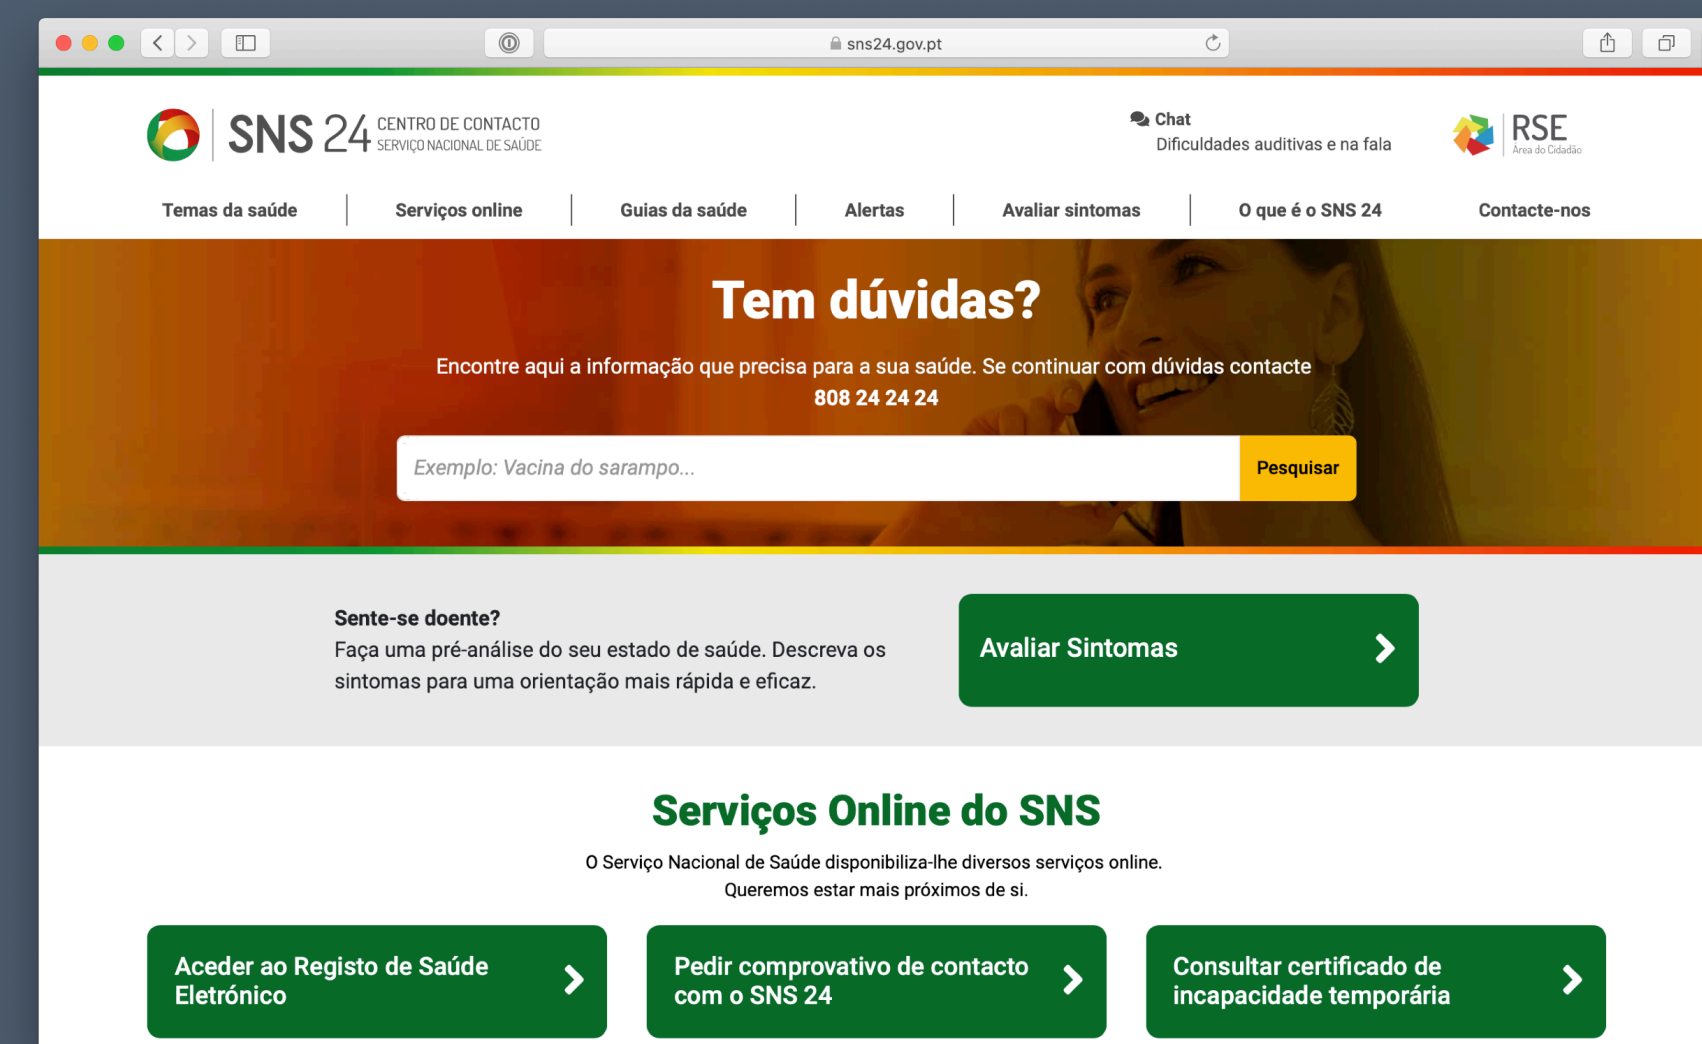 sns24.gov.pt
SNS 24
CENTRO DE CONTACTO
SERVIÇO NACIONAL DE SAÚDE
Chat
Dificuldades auditivas e na fala
RSE
Área do Cidadão
Temas da saúde
Serviços online
Guias da saúde
Alertas
Avaliar sintomas
O que é o SNS 24
Contacte-nos
Tem dúvidas?
Encontre aqui a informação que precisa para a sua saúde. Se continuar com dúvidas contacte
808 24 24 24
Exemplo: Vacina do sarampo...
Pesquisar
Sente-se doente?
Faça uma pré-análise do seu estado de saúde. Descreva os
sintomas para uma orientação mais rápida e eficaz.
Avaliar Sintomas
Serviços Online do SNS
O Serviço Nacional de Saúde disponibiliza-lhe diversos serviços online.
Queremos estar mais próximos de si.
Aceder ao Registo de Saúde
Eletrónico
Pedir comprovativo de contacto
com o SNS 24
Consultar certificado de
incapacidade temporária